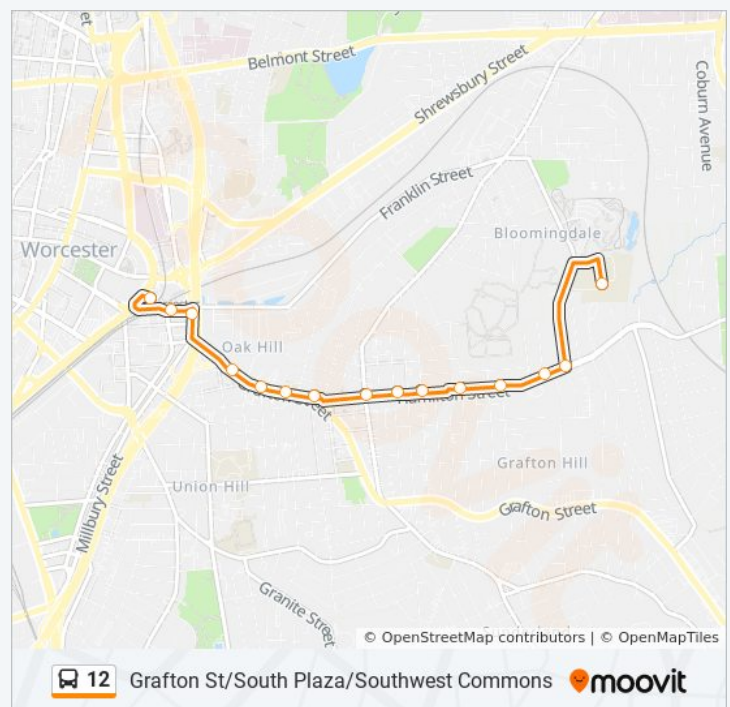 Belmont Street
Shrewsbury Street
Coburn Avenue
Franklin Street
Bloomingdale
Worcester
Oak Hill
Hamilton Street
Grafton Hill
Union Hill
Grafton Street
Millbury Street
Granite Street
© OpenStreetMap contributors | © OpenMapTiles
12 Grafton St/South Plaza/Southwest Commons moovit